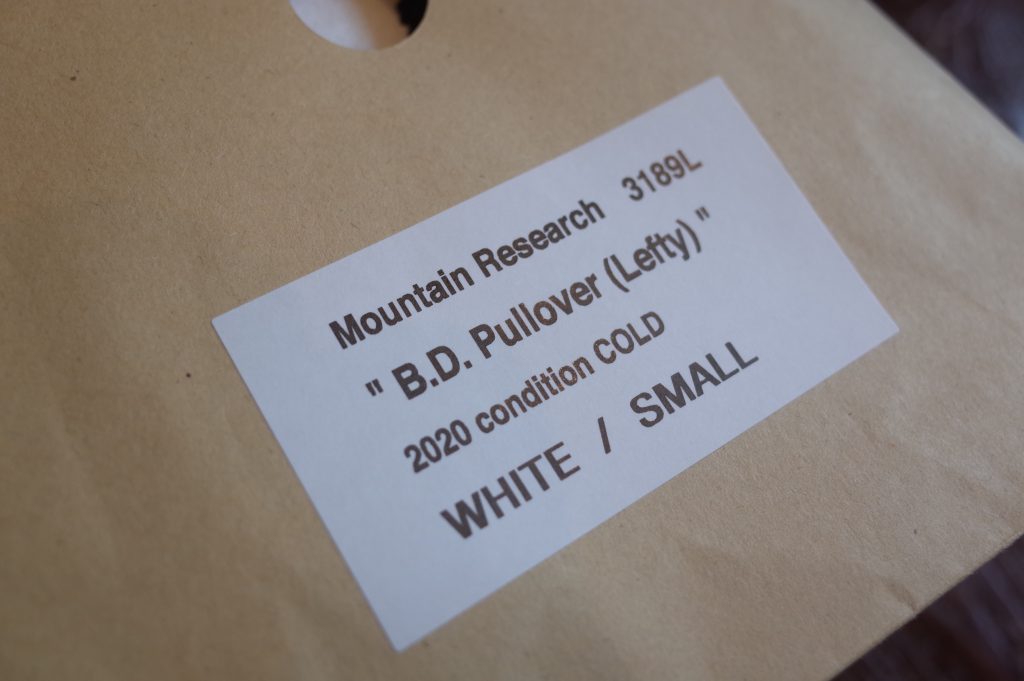 Mountain Research 3189L
" B.D. Pullover (Lefty) "
2020 condition COLD
WHITE / SMALL